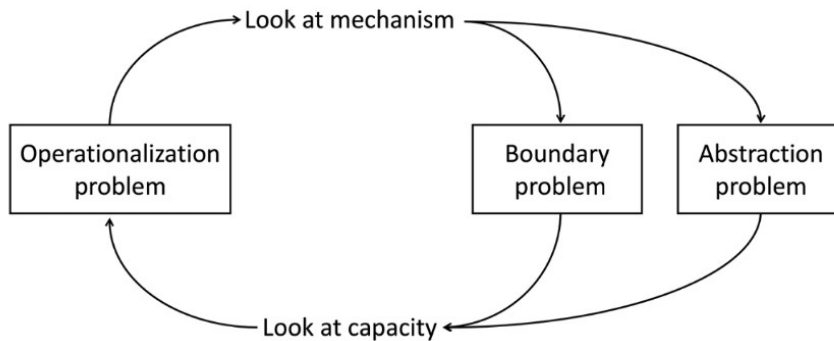 Look at mechanism
Operationalization
problem
Boundary
problem
Abstraction
problem
Look at capacity